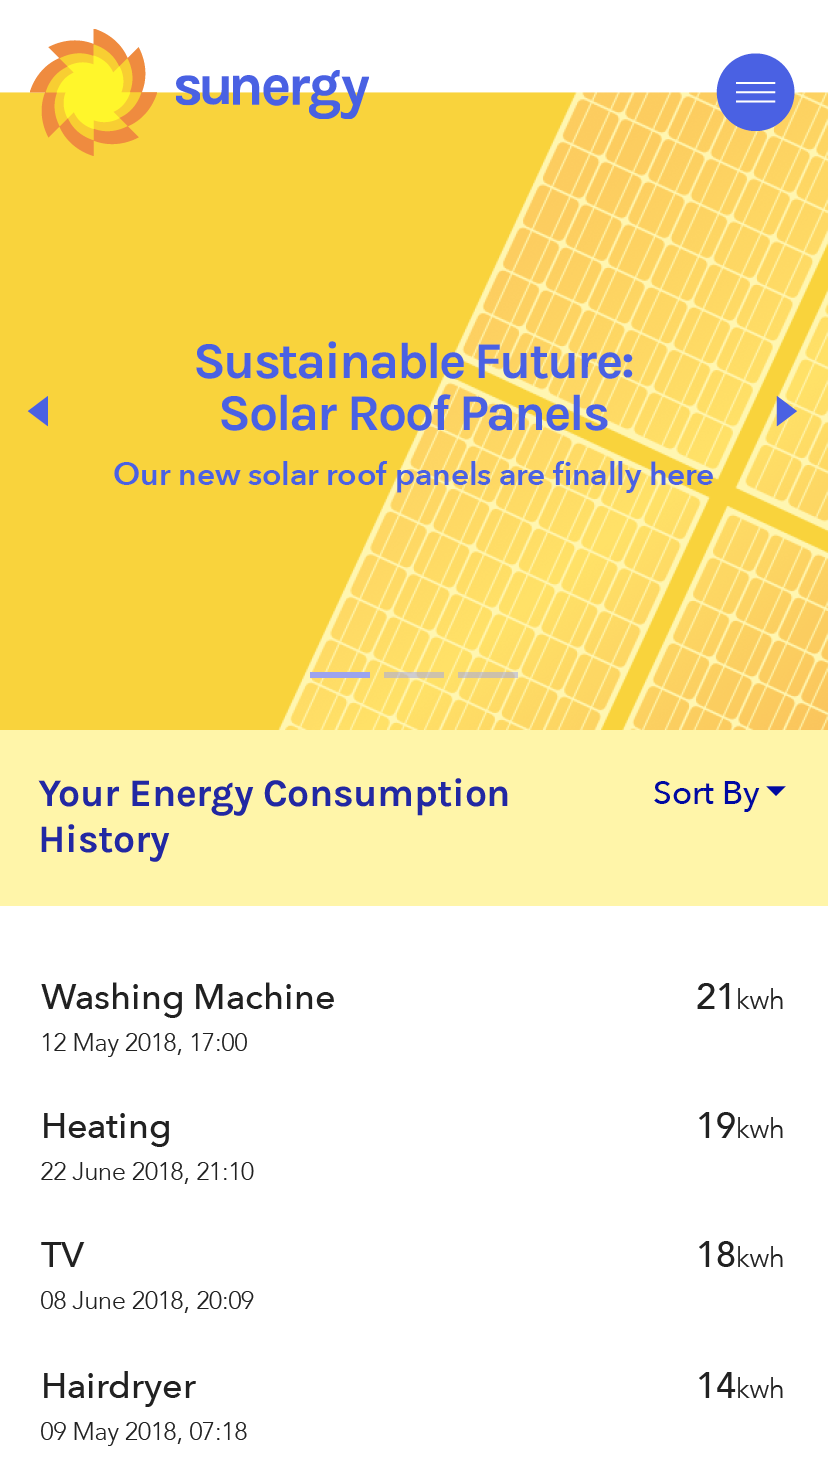 sunergy
Sustainable Future:
Solar Roof Panels
Our new solar roof panels are finally here
Your Energy Consumption
History
Sort By
Washing Machine
21kwh
12 May 2018, 17:00
Heating
19kwh
22 June 2018, 21:10
TV
18kwh
08 June 2018, 20:09
Hairdryer
14kwh
09 May 2018, 07:18